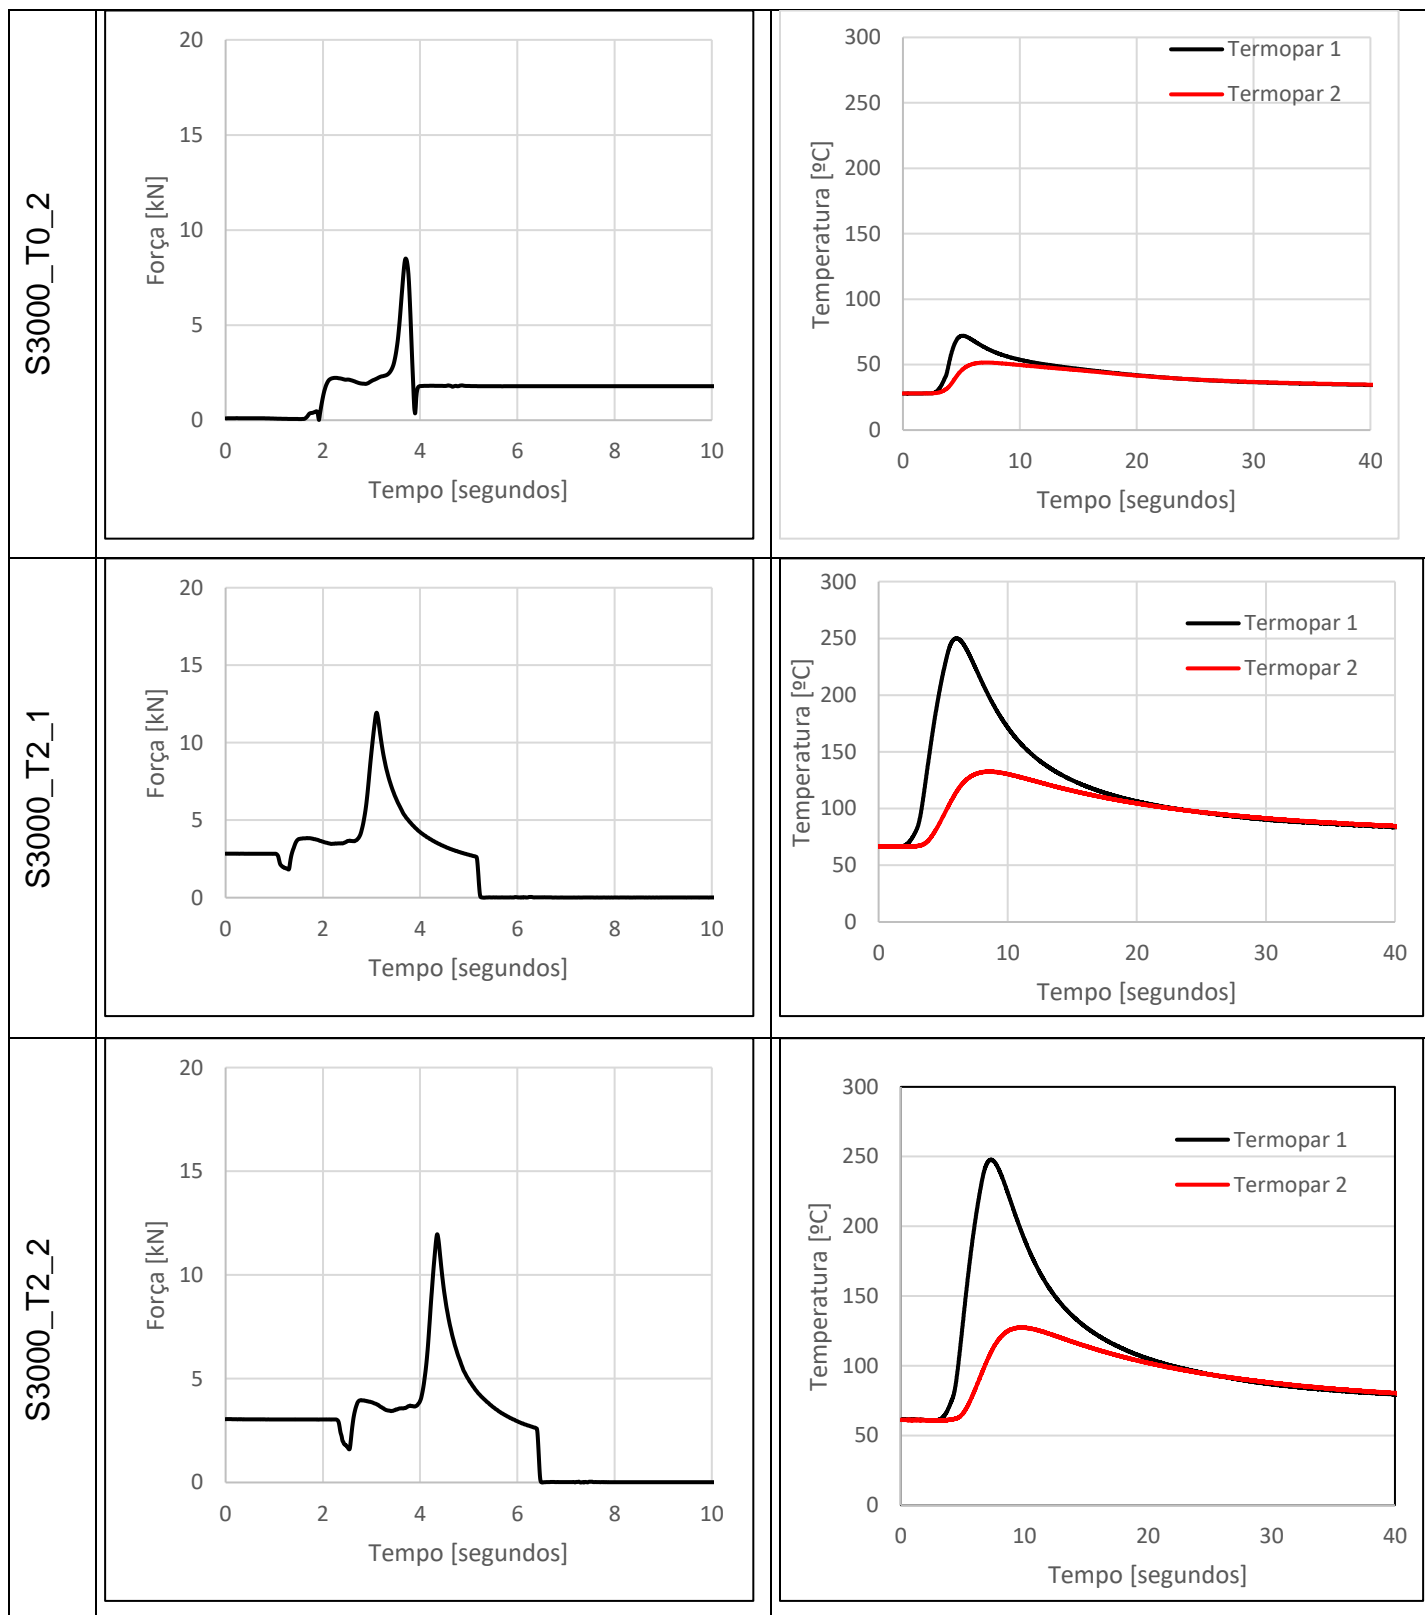 S3000_T0_2
20
15
10
5
0
0 2 4 6 8 10
Força [kN]
Tempo [segundos]
300
250
200
150
100
50
0
0 10 20 30 40
Temperatura [ºC]
Tempo [segundos]
Termopar 1
Termopar 2
S3000_T2_1
20
15
10
5
0
0 2 4 6 8 10
Força [kN]
Tempo [segundos]
300
250
200
150
100
50
0
0 10 20 30 40
Temperatura [ºC]
Tempo [segundos]
Termopar 1
Termopar 2
S3000_T2_2
20
15
10
5
0
0 2 4 6 8 10
Força [kN]
Tempo [segundos]
300
250
200
150
100
50
0
0 10 20 30 40
Temperatura [ºC]
Tempo [segundos]
Termopar 1
Termopar 2